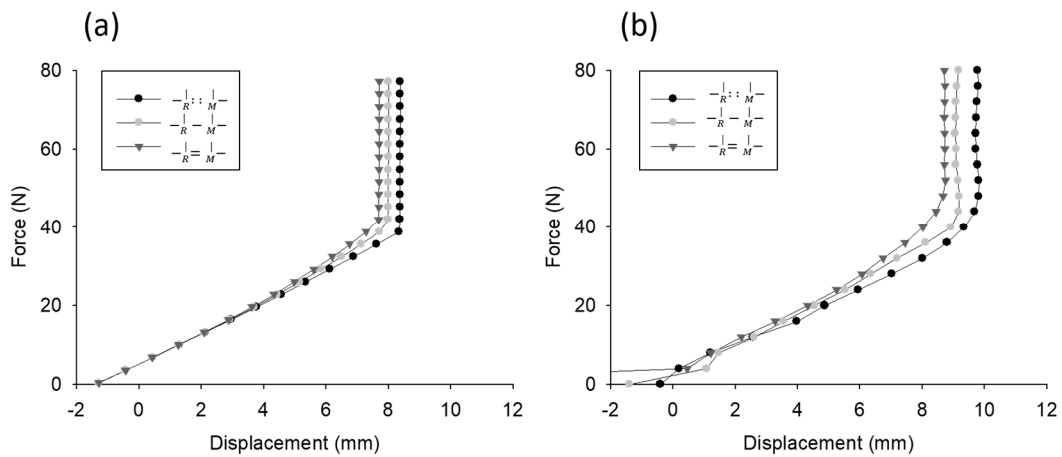 (a)
(b)
80
60
40
20
0
Force (N)
-2 0 2 4 6 8 10 12
Displacement (mm)
–|R : : –|M–
–|R – –|M–
–|R = –|M–
80
60
40
20
0
Force (N)
-2 0 2 4 6 8 10 12
Displacement (mm)
–|R : : –|M–
–|R – –|M–
–|R = –|M–